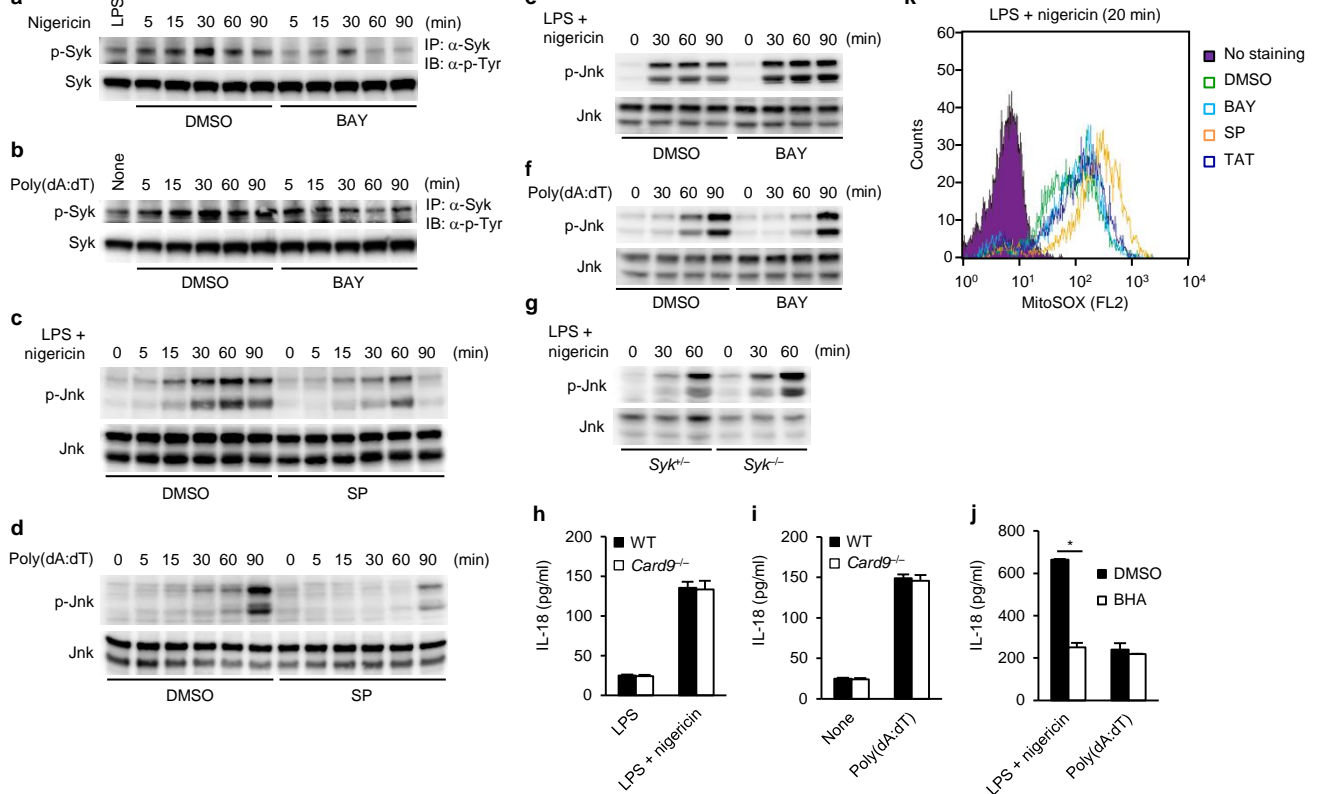 a
LPS
Nigericin 5 15 30 60 90 5 15 30 60 90 (min)
p-Syk
IP: α-Syk
IB: α-p-Tyr
Syk
DMSO BAY
b
None
Poly(dA:dT) 5 15 30 60 90 5 15 30 60 90 (min)
p-Syk
IP: α-Syk
IB: α-p-Tyr
Syk
DMSO BAY
c
LPS +
nigericin 0 5 15 30 60 90 0 5 15 30 60 90 (min)
p-Jnk
Jnk
DMSO SP
d
Poly(dA:dT) 0 5 15 30 60 90 0 5 15 30 60 90 (min)
p-Jnk
Jnk
DMSO SP
e
LPS +
nigericin 0 30 60 90 0 30 60 90 (min)
p-Jnk
Jnk
DMSO BAY
f
Poly(dA:dT) 0 30 60 90 0 30 60 90 (min)
p-Jnk
Jnk
DMSO BAY
g
LPS +
nigericin 0 30 60 0 30 60 (min)
p-Jnk
Jnk
Syk+/– Syk–/–
h
200
150
100
50
0
IL-18 (pg/ml)
WT
Card9–/–
LPS
LPS + nigericin
i
200
150
100
50
0
IL-18 (pg/ml)
WT
Card9–/–
None
Poly(dA:dT)
j
800
600
400
200
0
IL-18 (pg/ml)
*
DMSO
BHA
LPS + nigericin
Poly(dA:dT)
k
LPS + nigericin (20 min)
60
50
40
30
20
10
0
Counts
10⁰ 10¹ 10² 10³ 10⁴
MitoSOX (FL2)
No staining
DMSO
BAY
SP
TAT